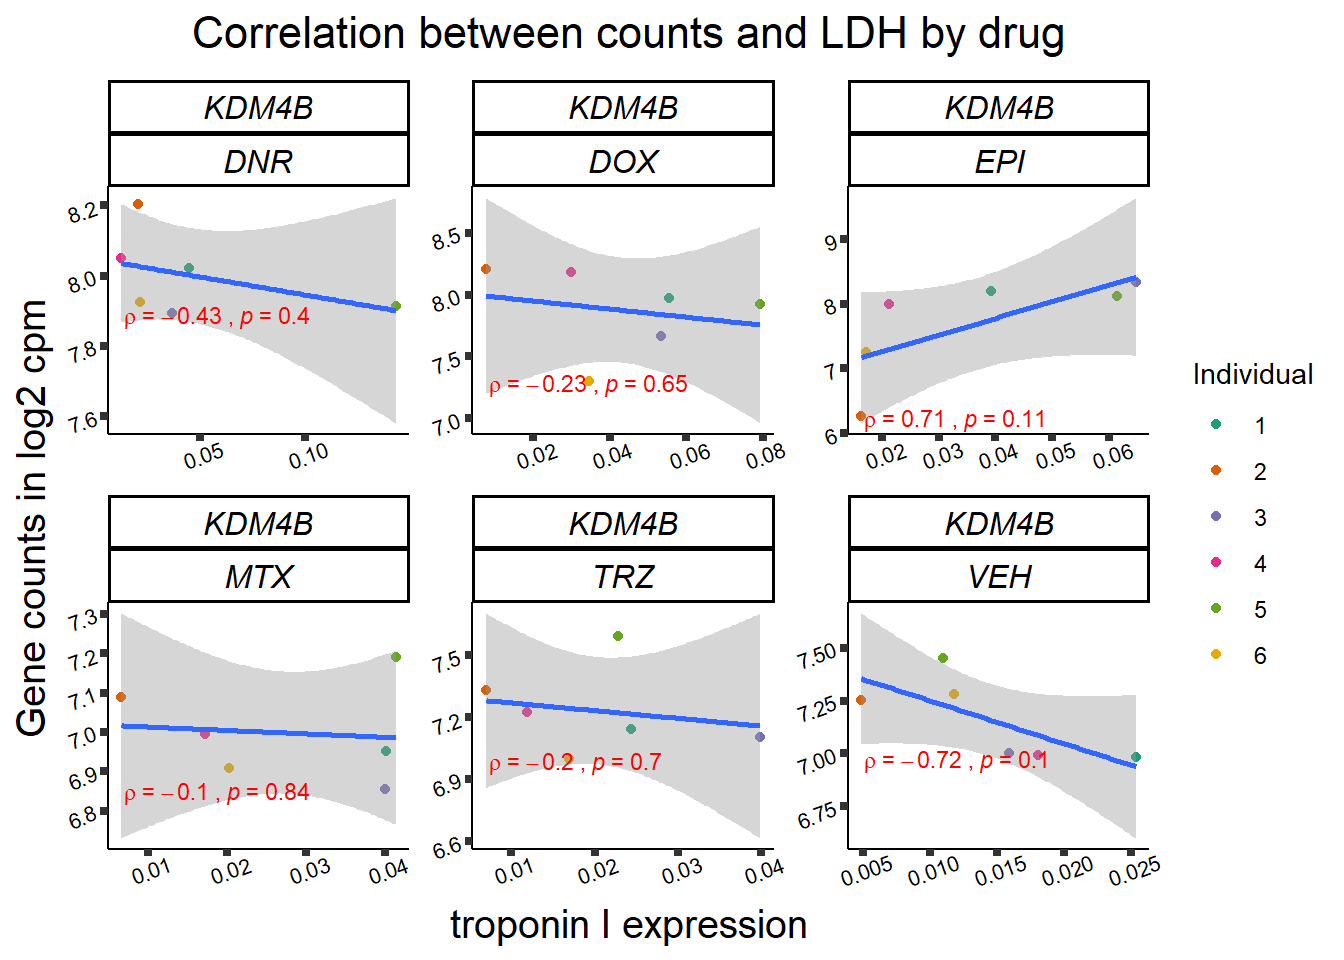 Correlation between counts and LDH by drug
KDM4B KDM4B KDM4B
DNR DOX EPI
8.2
8.0
7.8
7.6
ρ = −0.43 , p = 0.4
0.05 0.10
8.5
8.0
7.5
7.0
ρ = −0.23 , p = 0.65
0.02 0.04 0.06 0.08
9
8
7
6
ρ = 0.71 , p = 0.11
0.02 0.03 0.04 0.05 0.06
Gene counts in log2 cpm
KDM4B KDM4B KDM4B
MTX TRZ VEH
7.3
7.2
7.1
7.0
6.9
6.8
ρ = −0.1 , p = 0.84
0.01 0.02 0.03 0.04
7.5
7.2
6.9
6.6
ρ = −0.2 , p = 0.7
0.01 0.02 0.03 0.04
7.50
7.25
7.00
6.75
ρ = −0.72 , p = 0.1
0.005 0.010 0.015 0.020 0.025
troponin I expression
Individual
1
2
3
4
5
6